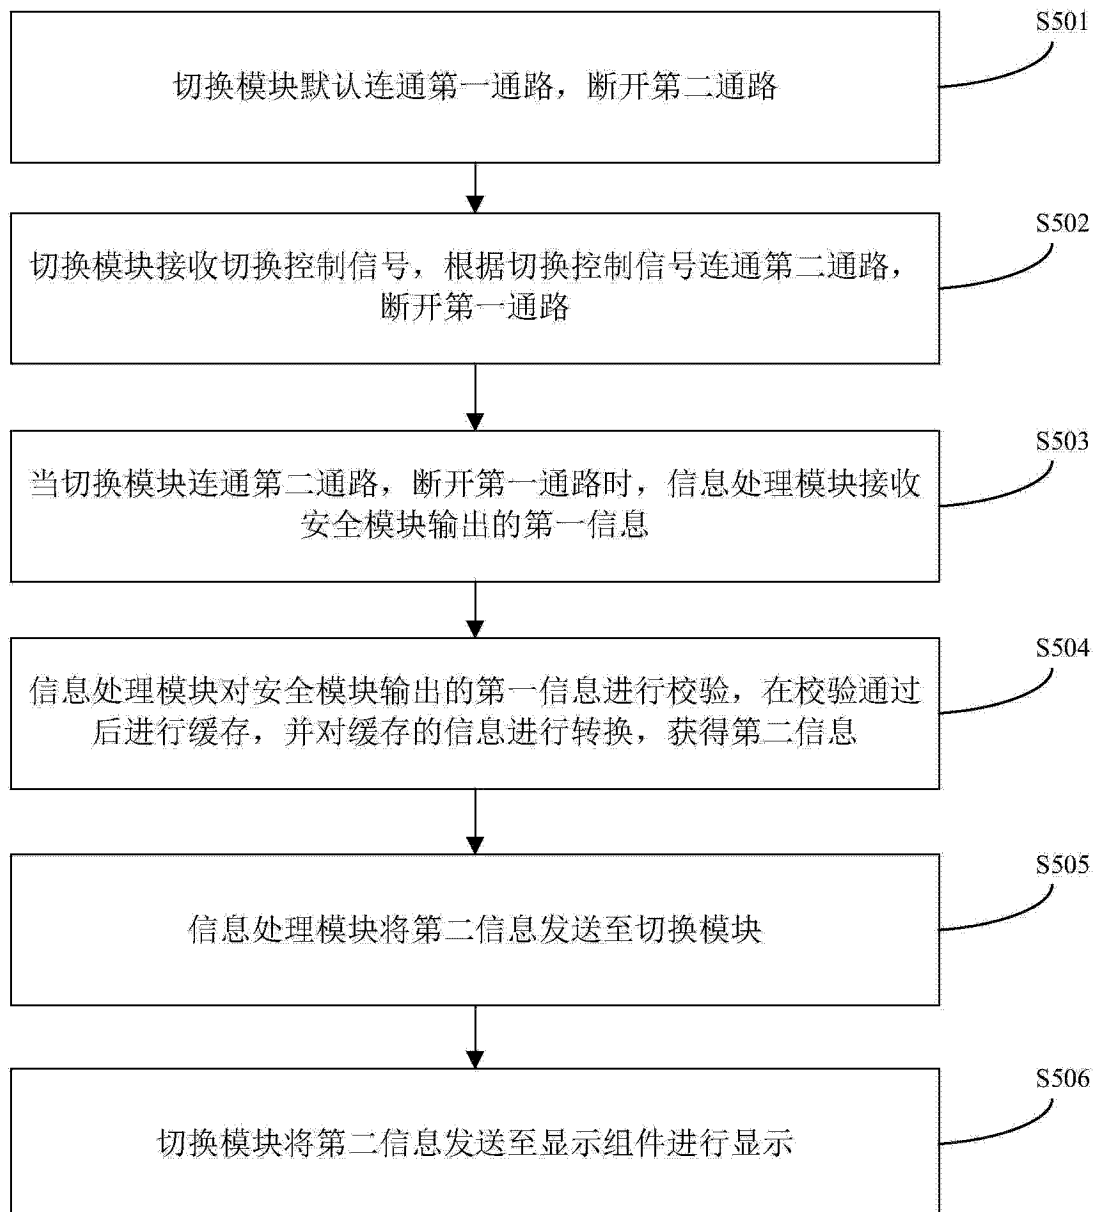 S501
切换模块默认连通第一通路，断开第二通路
S502
切换模块接收切换控制信号，根据切换控制信号连通第二通路，
断开第一通路
S503
当切换模块连通第二通路，断开第一通路时，信息处理模块接收
安全模块输出的第一信息
S504
信息处理模块对安全模块输出的第一信息进行校验，在校验通过
后进行缓存，并对缓存的信息进行转换，获得第二信息
S505
信息处理模块将第二信息发送至切换模块
S506
切换模块将第二信息发送至显示组件进行显示